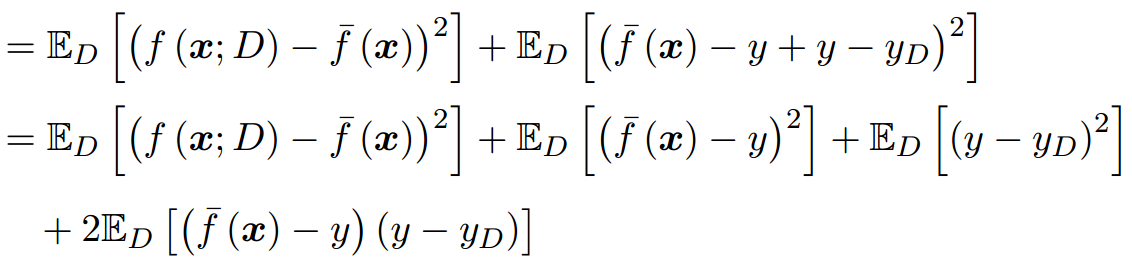 = 𝔼_D [(f (𝒙; D) − f̄ (𝒙))²] + 𝔼_D [(f̄ (𝒙) − y + y − y_D)²]
= 𝔼_D [(f (𝒙; D) − f̄ (𝒙))²] + 𝔼_D [(f̄ (𝒙) − y)²] + 𝔼_D [(y − y_D)²]
+ 2𝔼_D [(f̄ (𝒙) − y) (y − y_D)]